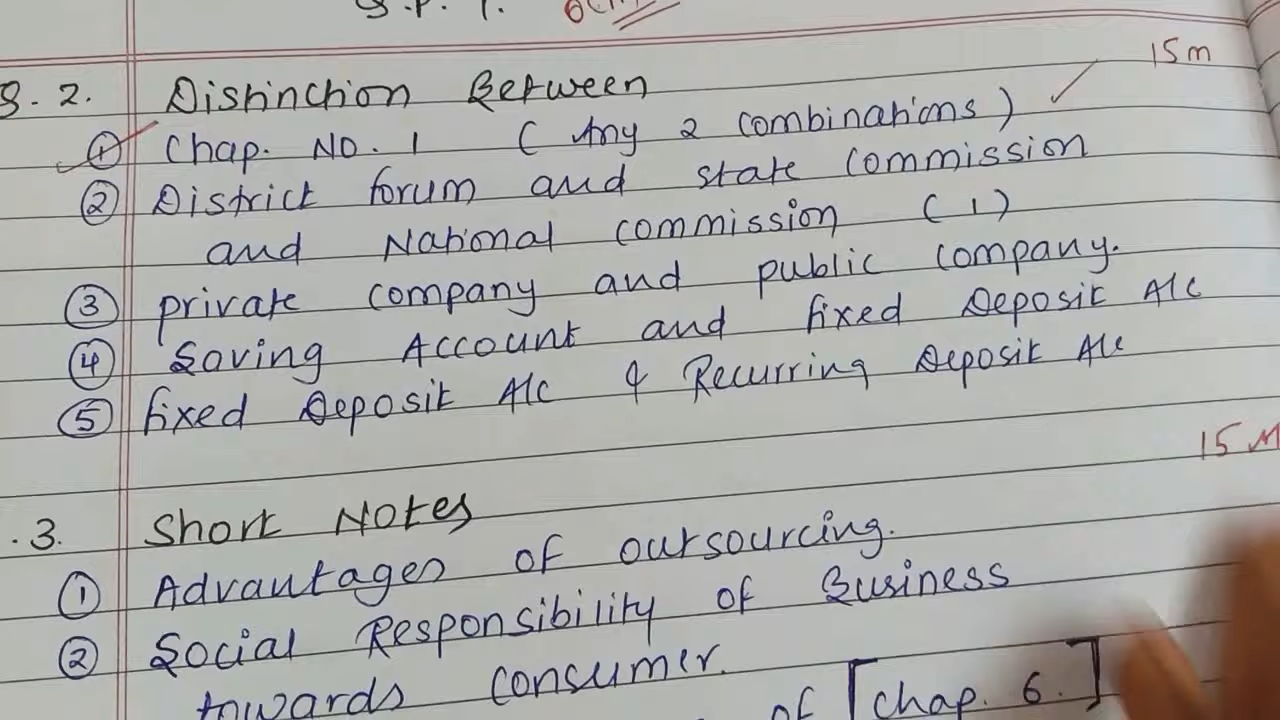 15m
Q.2. Distinction Between
① Chap. No. 1 ( Any 2 combinations )
② District forum and state commission
and National commission (1)
③ private company and public company.
④ Saving Account and fixed Deposit A/c
⑤ fixed Deposit A/c & Recurring Deposit A/c
15 M
.3. Short Notes
① Advantages of outsourcing.
② Social Responsibility of Business
towards consumer.
of [chap. 6.]